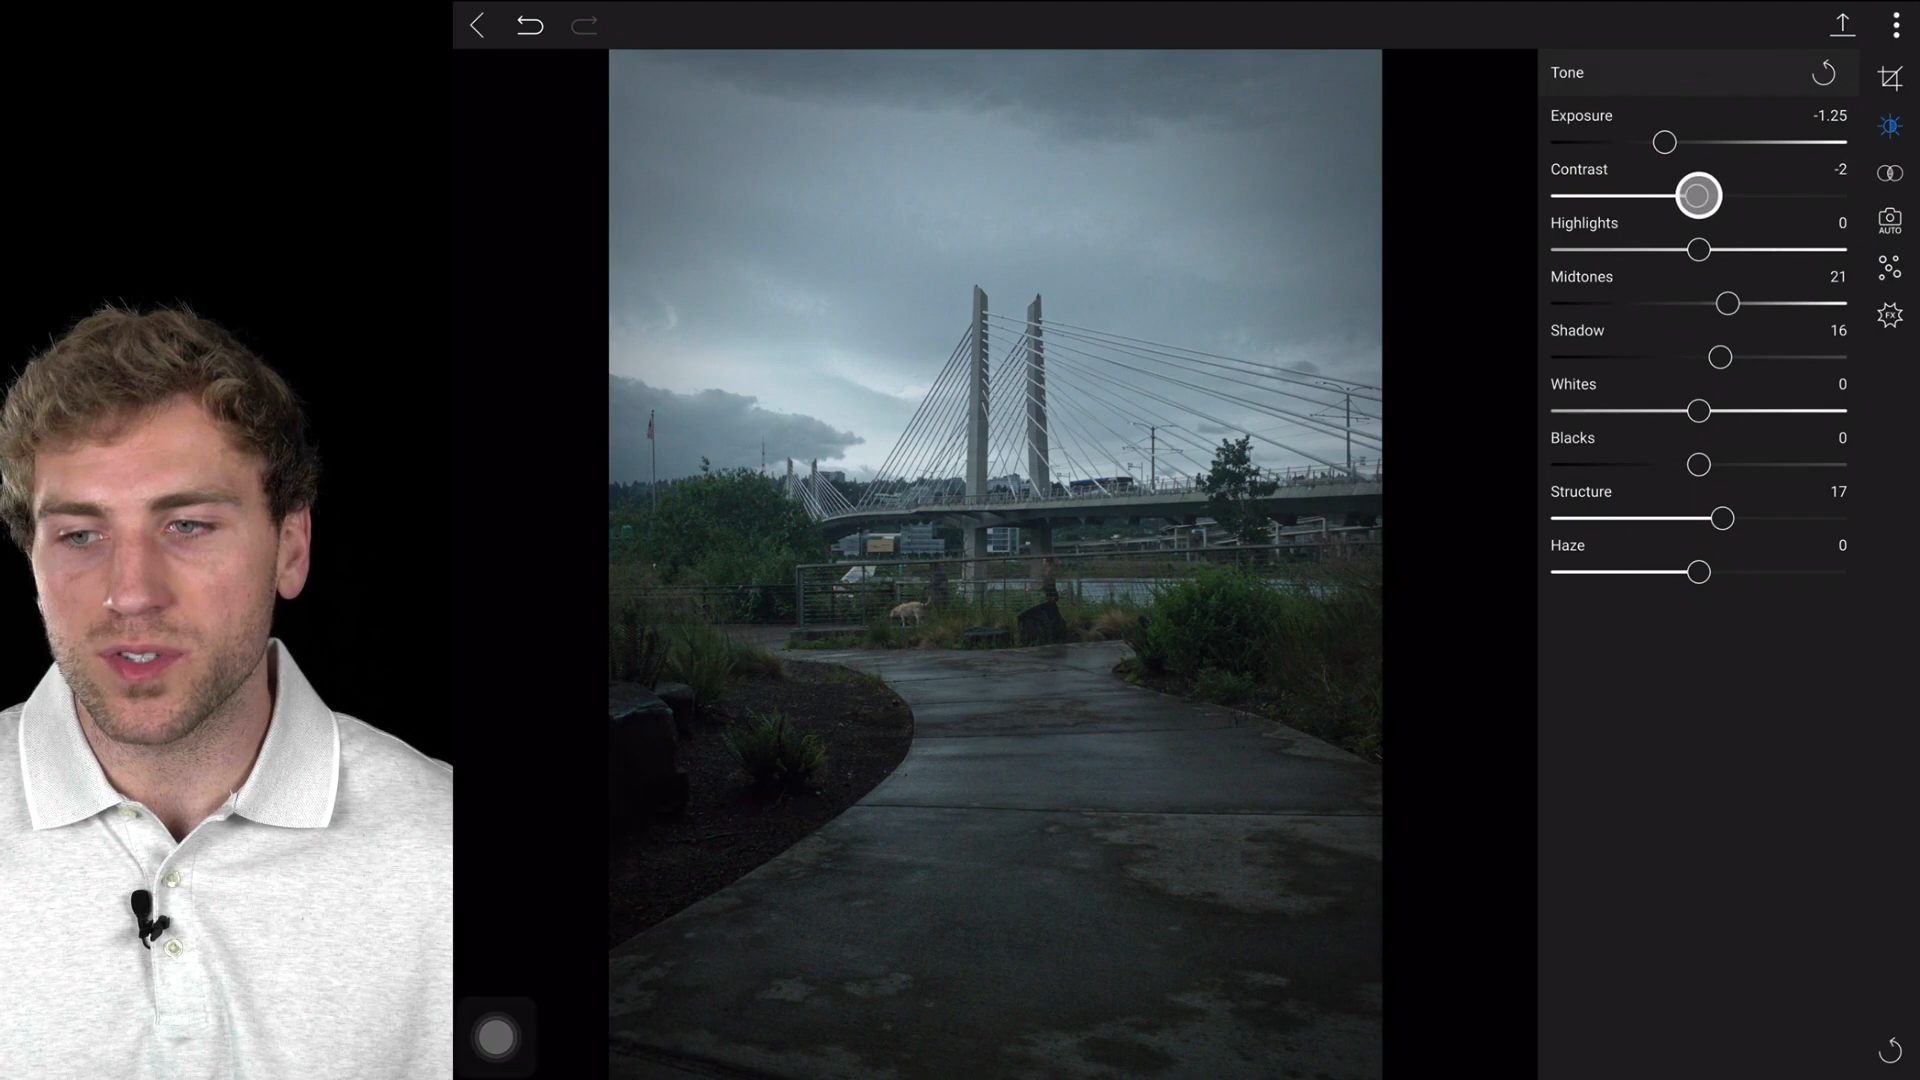 Tone
Exposure -1.25
Contrast -2
Highlights 0
Midtones 21
Shadow 16
Whites 0
Blacks 0
Structure 17
Haze 0
AUTO
FX